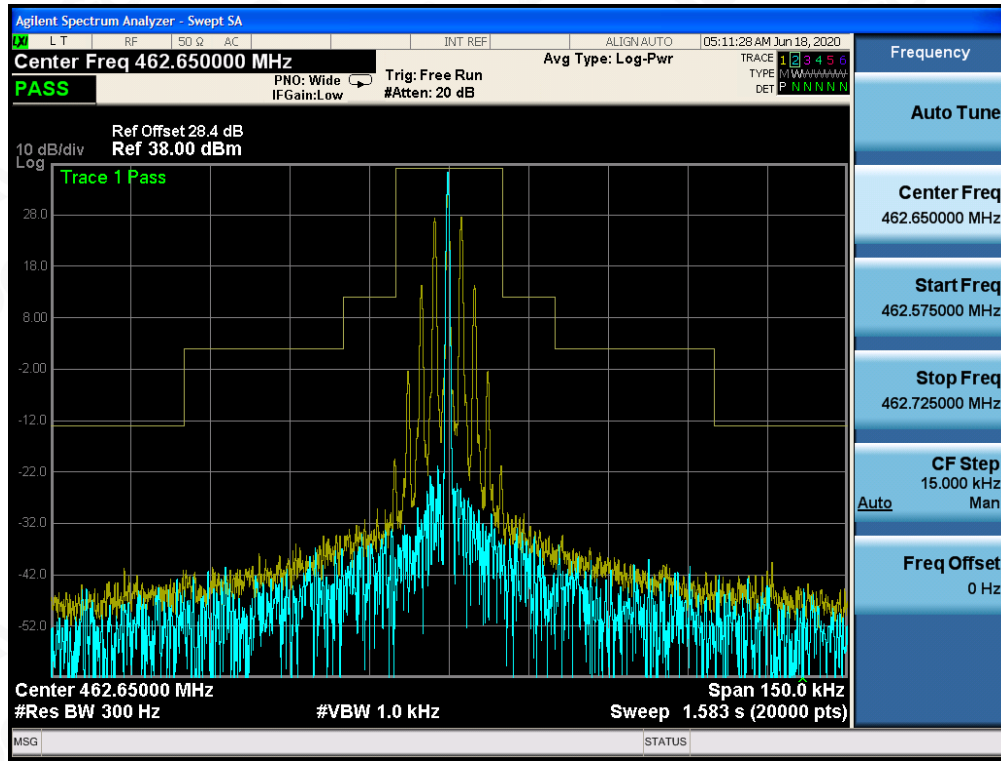 Agilent Spectrum Analyzer - Swept SA
LXI L T RF 50 Ω AC INT REF ALIGN AUTO 05:11:28 AM Jun 18, 2020
Center Freq 462.650000 MHz
Avg Type: Log-Pwr
TRACE 1 2 3 4 5 6
PASS
PNO: Wide
Trig: Free Run
TYPE MWWWWW
IFGain:Low
#Atten: 20 dB
DET P N N N N N
Ref Offset 28.4 dB
10 dB/div Ref 38.00 dBm
Log
Trace 1 Pass
28.0
18.0
8.00
-2.00
-12.0
-22.0
-32.0
-42.0
-52.0
Center 462.65000 MHz Span 150.0 kHz
#Res BW 300 Hz #VBW 1.0 kHz Sweep 1.583 s (20000 pts)
MSG STATUS
Frequency
Auto Tune
Center Freq
462.650000 MHz
Start Freq
462.575000 MHz
Stop Freq
462.725000 MHz
CF Step
15.000 kHz
Auto Man
Freq Offset
0 Hz